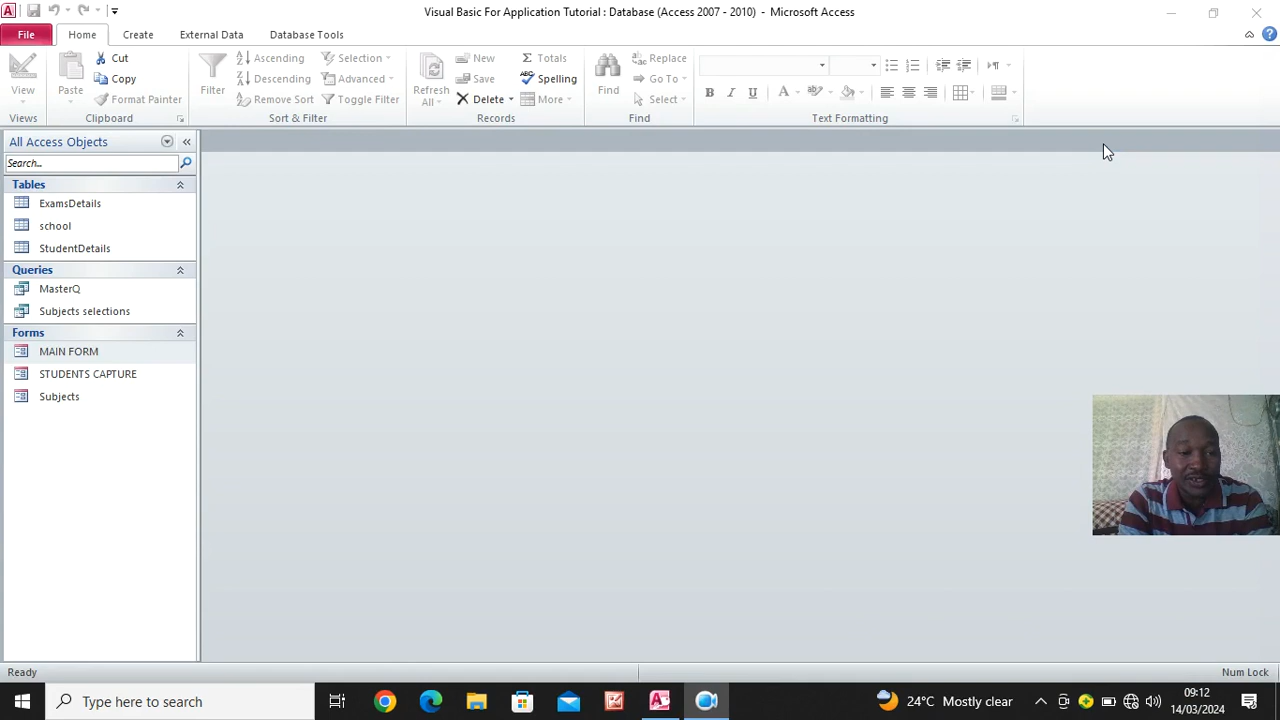 Visual Basic For Application Tutorial : Database (Access 2007 - 2010) - Microsoft Access
File Home Create External Data Database Tools
View
Views
Paste
Cut
Copy
Format Painter
Clipboard
Filter
Ascending
Descending
Remove Sort
Selection
Advanced
Toggle Filter
Sort & Filter
Refresh
All
New
Save
Delete
Totals
Spelling
More
Records
Find
Replace
Go To
Select
Find
B I U A
Text Formatting
All Access Objects
Search...
Tables
ExamsDetails
school
StudentDetails
Queries
MasterQ
Subjects selections
Forms
MAIN FORM
STUDENTS CAPTURE
Subjects
Ready
Num Lock
Type here to search
24°C Mostly clear
09:12
14/03/2024